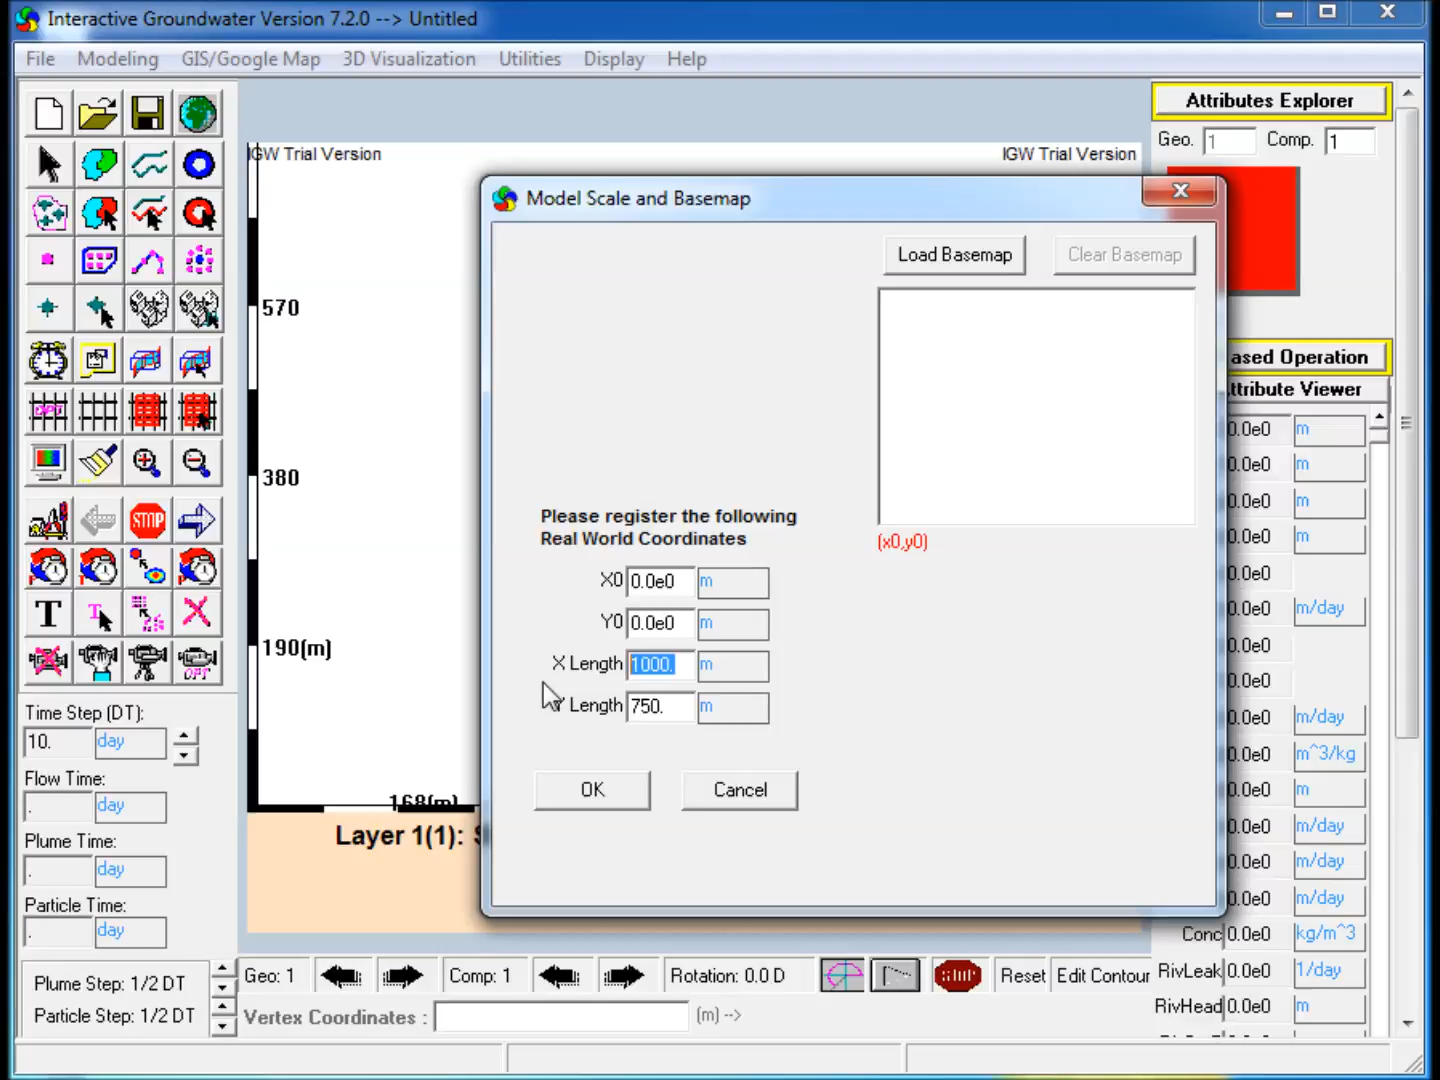 Interactive Groundwater Version 7.2.0 --> Untitled
File Modeling GIS/Google Map 3D Visualization Utilities Display Help
IGW Trial Version IGW Trial Version
570
380
190(m)
168(m)
Layer 1(1):
Model Scale and Basemap
Load Basemap Clear Basemap
(x0,y0)
Please register the following
Real World Coordinates
X0 0.0e0 m
Y0 0.0e0 m
X Length 1000. m
Length 750. m
OK Cancel
Attributes Explorer
Geo. 1 Comp. 1
ased Operation
ttribute Viewer
0.0e0 m
0.0e0 m
0.0e0 m
0.0e0 m
0.0e0
0.0e0 m/day
0.0e0
0.0e0
0.0e0 m/day
0.0e0 m^3/kg
0.0e0 m
0.0e0 m/day
0.0e0 m/day
0.0e0 m/day
Conc 0.0e0 kg/m^3
RivLeak 0.0e0 1/day
RivHead 0.0e0 m
OPT
STOP
T
T
OPT
Time Step (DT):
10. day
Flow Time:
. day
Plume Time:
. day
Particle Time:
. day
Plume Step: 1/2 DT
Particle Step: 1/2 DT
Geo: 1 Comp: 1 Rotation: 0.0 D STOP Reset Edit Contour
Vertex Coordinates : (m) -->